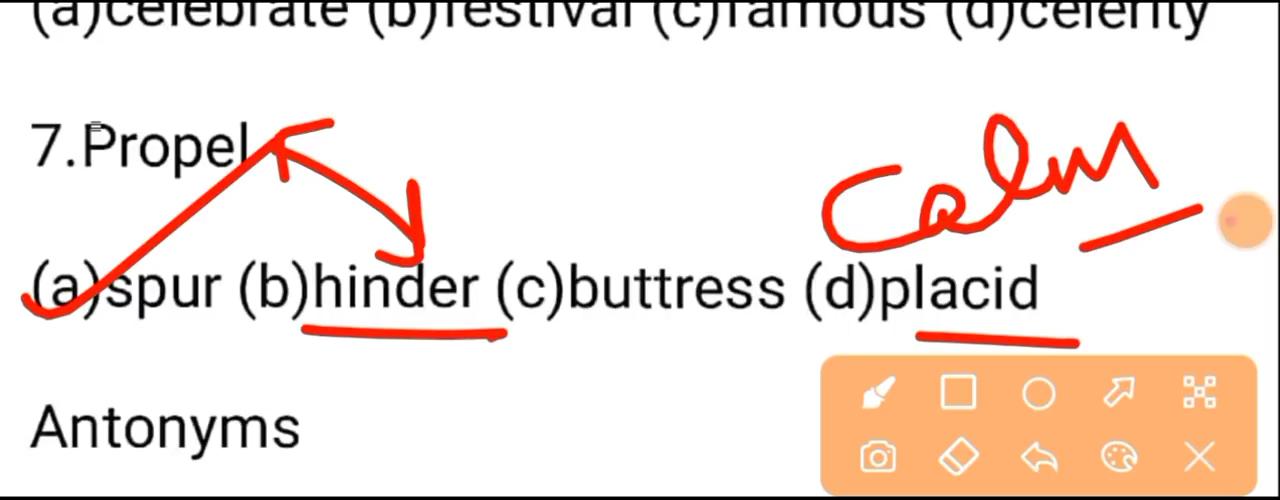 (a)celebrate (b)festival (c)famous (d)celerity
7.Propel
calm
(a)spur (b)hinder (c)buttress (d)placid
Antonyms